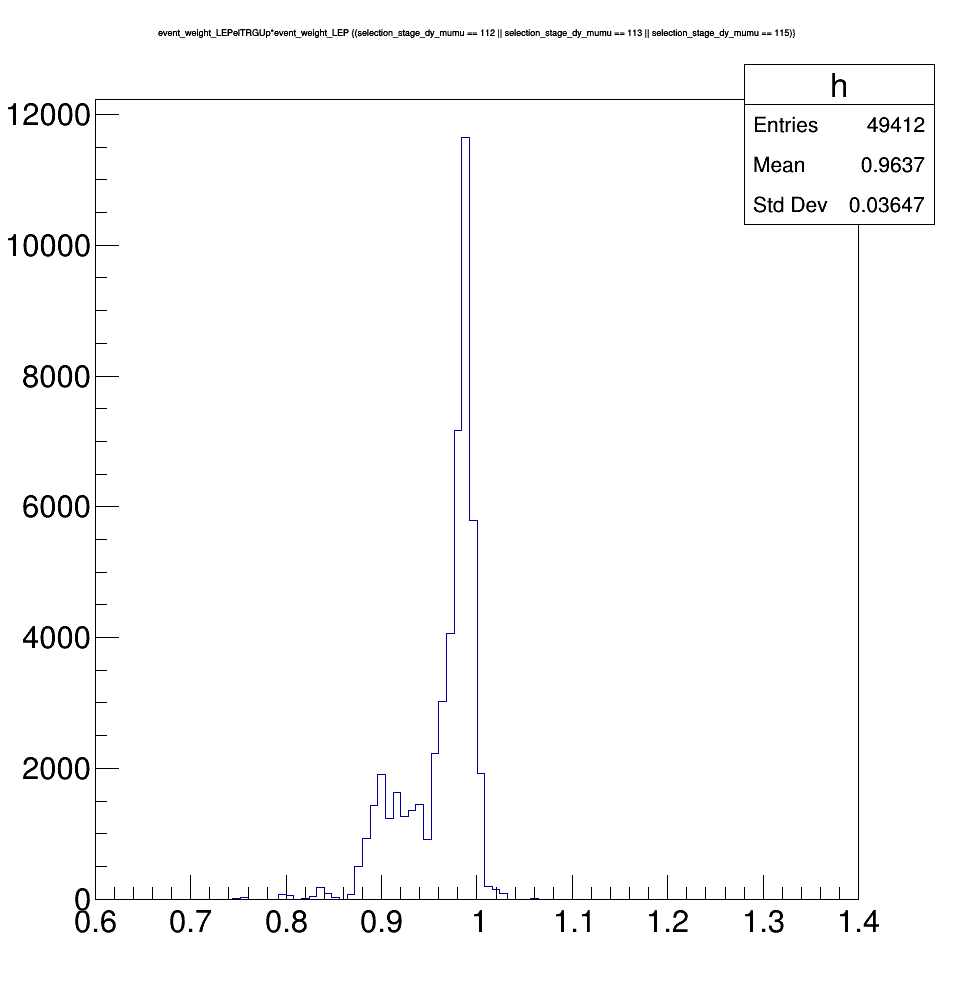 event_weight_LEPelTRGUp*event_weight_LEP {(selection_stage_dy_mumu == 112 || selection_stage_dy_mumu == 113 || selection_stage_dy_mumu == 115)}
h
Entries 49412
Mean 0.9637
Std Dev 0.03647
12000
10000
8000
6000
4000
2000
0
0.6 0.7 0.8 0.9 1 1.1 1.2 1.3 1.4